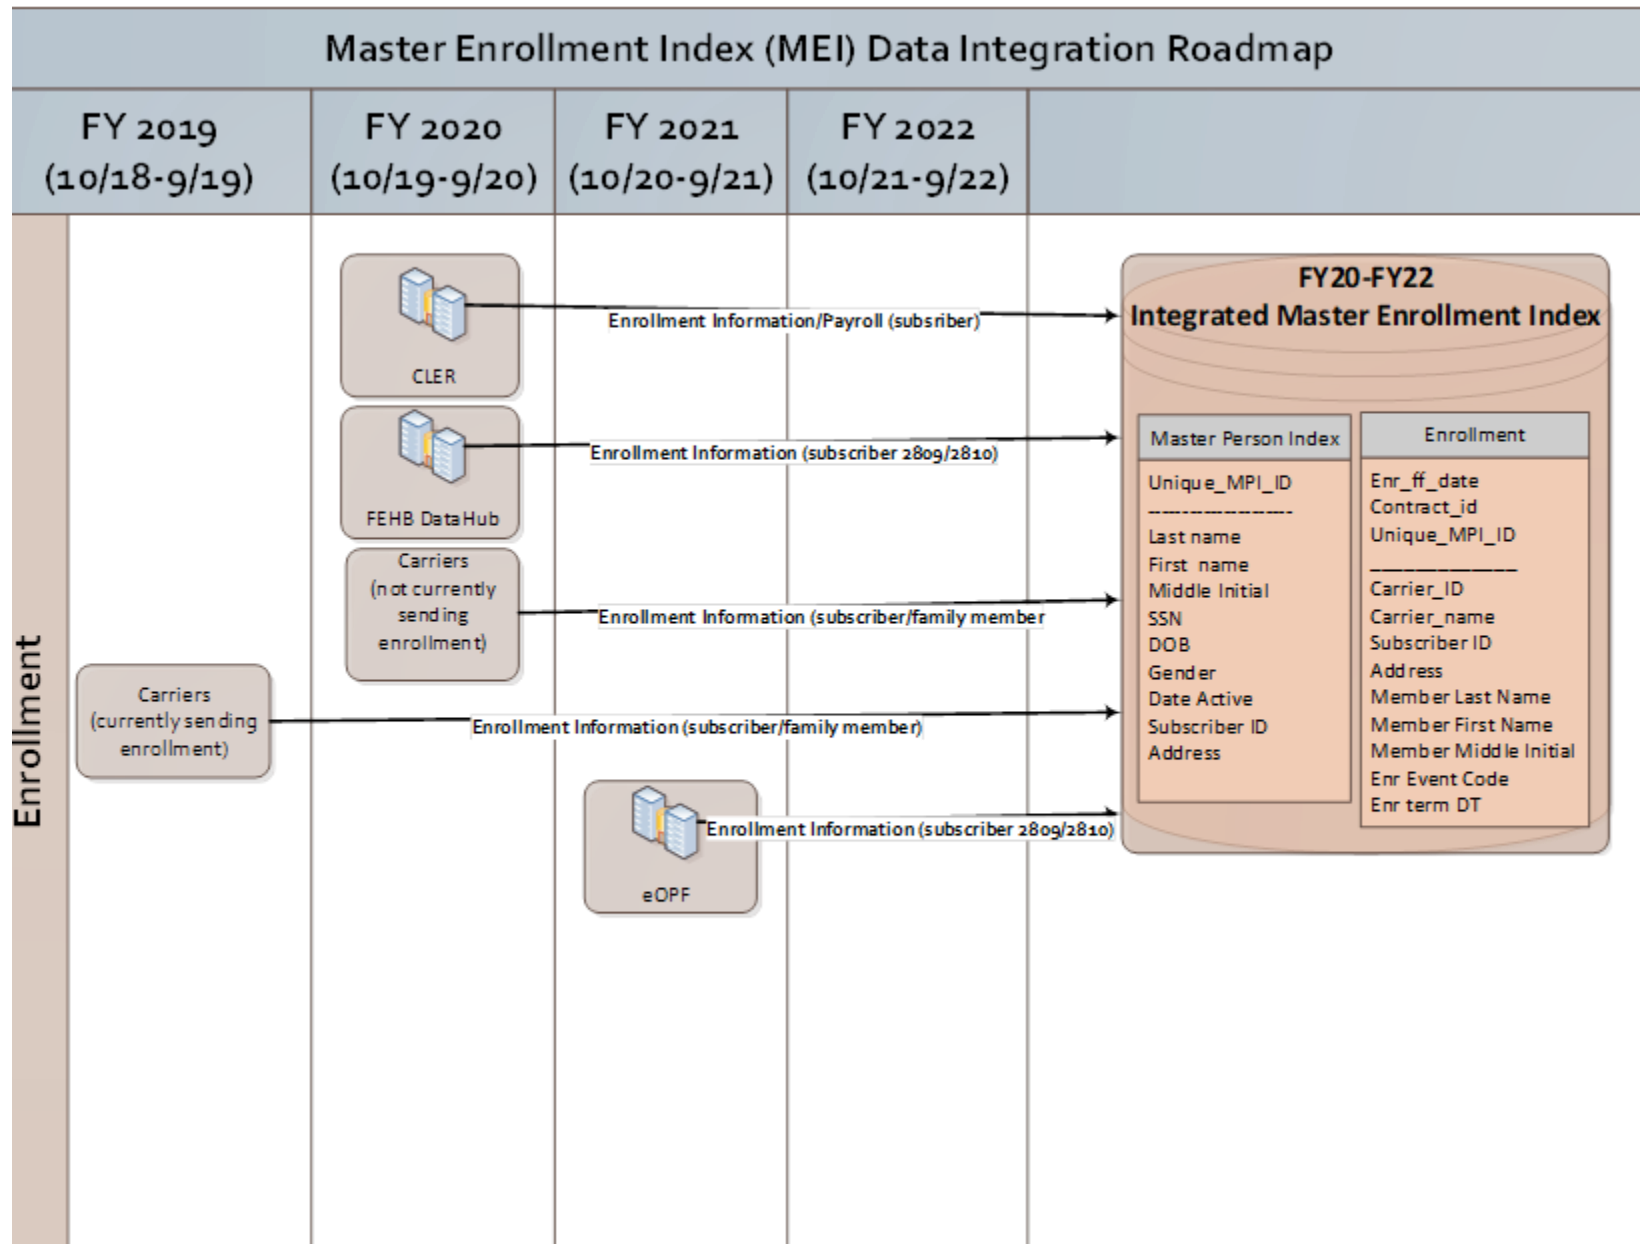 Master Enrollment Index (MEI) Data Integration Roadmap
FY 2019
(10/18-9/19)
FY 2020
(10/19-9/20)
FY 2021
(10/20-9/21)
FY 2022
(10/21-9/22)
Enrollment
CLER
Enrollment Information/Payroll (subsriber)
FEHB DataHub
Enrollment Information (subscriber 2809/2810)
Carriers
(not currently
sending
enrollment)
Enrollment Information (subscriber/family member
Carriers
(currently sending
enrollment)
Enrollment Information (subscriber/family member)
eOPF
Enrollment Information (subscriber 2809/2810)
FY20-FY22
Integrated Master Enrollment Index
Master Person Index
Unique_MPI_ID
--------------------
Last name
First name
Middle Initial
SSN
DOB
Gender
Date Active
Subscriber ID
Address
Enrollment
Enr_ff_date
Contract_id
Unique_MPI_ID
______________
Carrier_ID
Carrier_name
Subscriber ID
Address
Member Last Name
Member First Name
Member Middle Initial
Enr Event Code
Enr term DT